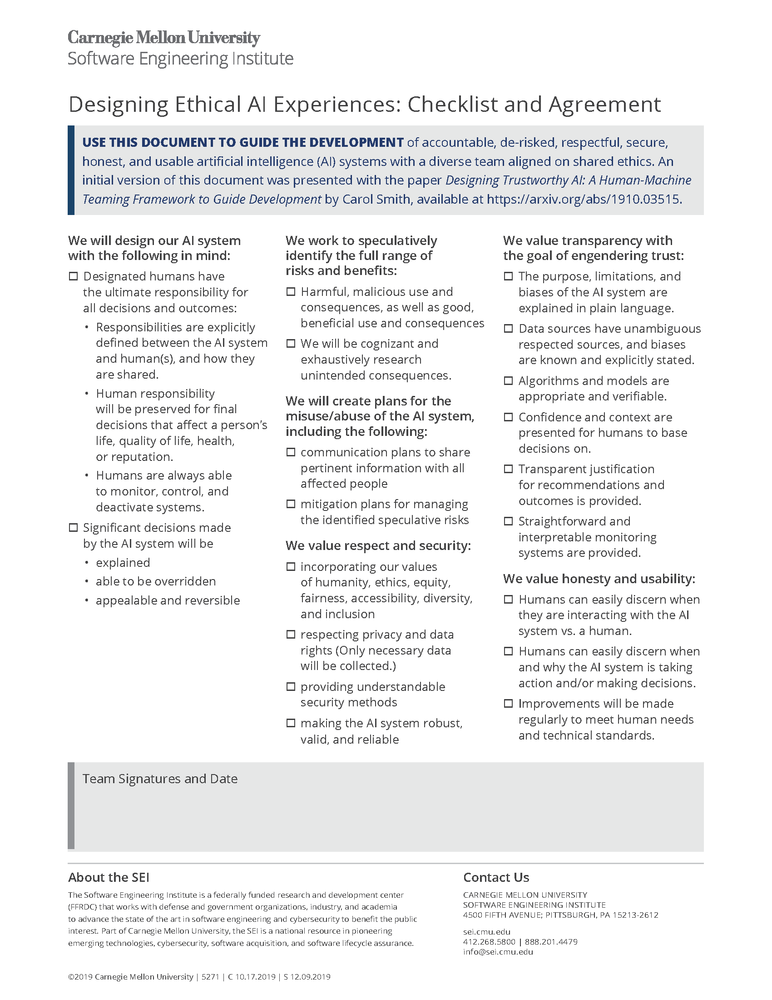 Carnegie Mellon University
Software Engineering Institute
Designing Ethical AI Experiences: Checklist and Agreement
USE THIS DOCUMENT TO GUIDE THE DEVELOPMENT of accountable, de-risked, respectful, secure,
honest, and usable artificial intelligence (AI) systems with a diverse team aligned on shared ethics. An
initial version of this document was presented with the paper Designing Trustworthy AI: A Human-Machine
Teaming Framework to Guide Development by Carol Smith, available at https://arxiv.org/abs/1910.03515.
We will design our AI system
with the following in mind:
Designated humans have
the ultimate responsibility for
all decisions and outcomes:
• Responsibilities are explicitly
defined between the AI system
and human(s), and how they
are shared.
• Human responsibility
will be preserved for final
decisions that affect a person's
life, quality of life, health,
or reputation.
• Humans are always able
to monitor, control, and
deactivate systems.
Significant decisions made
by the AI system will be
• explained
• able to be overridden
• appealable and reversible
We work to speculatively
identify the full range of
risks and benefits:
Harmful, malicious use and
consequences, as well as good,
beneficial use and consequences
We will be cognizant and
exhaustively research
unintended consequences.
We will create plans for the
misuse/abuse of the AI system,
including the following:
communication plans to share
pertinent information with all
affected people
mitigation plans for managing
the identified speculative risks
We value respect and security:
incorporating our values
of humanity, ethics, equity,
fairness, accessibility, diversity,
and inclusion
respecting privacy and data
rights (Only necessary data
will be collected.)
providing understandable
security methods
making the AI system robust,
valid, and reliable
We value transparency with
the goal of engendering trust:
The purpose, limitations, and
biases of the AI system are
explained in plain language.
Data sources have unambiguous
respected sources, and biases
are known and explicitly stated.
Algorithms and models are
appropriate and verifiable.
Confidence and context are
presented for humans to base
decisions on.
Transparent justification
for recommendations and
outcomes is provided.
Straightforward and
interpretable monitoring
systems are provided.
We value honesty and usability:
Humans can easily discern when
they are interacting with the AI
system vs. a human.
Humans can easily discern when
and why the AI system is taking
action and/or making decisions.
Improvements will be made
regularly to meet human needs
and technical standards.
Team Signatures and Date
About the SEI
The Software Engineering Institute is a federally funded research and development center
(FFRDC) that works with defense and government organizations, industry, and academia
to advance the state of the art in software engineering and cybersecurity to benefit the public
interest. Part of Carnegie Mellon University, the SEI is a national resource in pioneering
emerging technologies, cybersecurity, software acquisition, and software lifecycle assurance.
Contact Us
CARNEGIE MELLON UNIVERSITY
SOFTWARE ENGINEERING INSTITUTE
4500 FIFTH AVENUE; PITTSBURGH, PA 15213-2612
sei.cmu.edu
412.268.5800 | 888.201.4479
info@sei.cmu.edu
©2019 Carnegie Mellon University | 5271 | C 10.17.2019 | S 12.09.2019